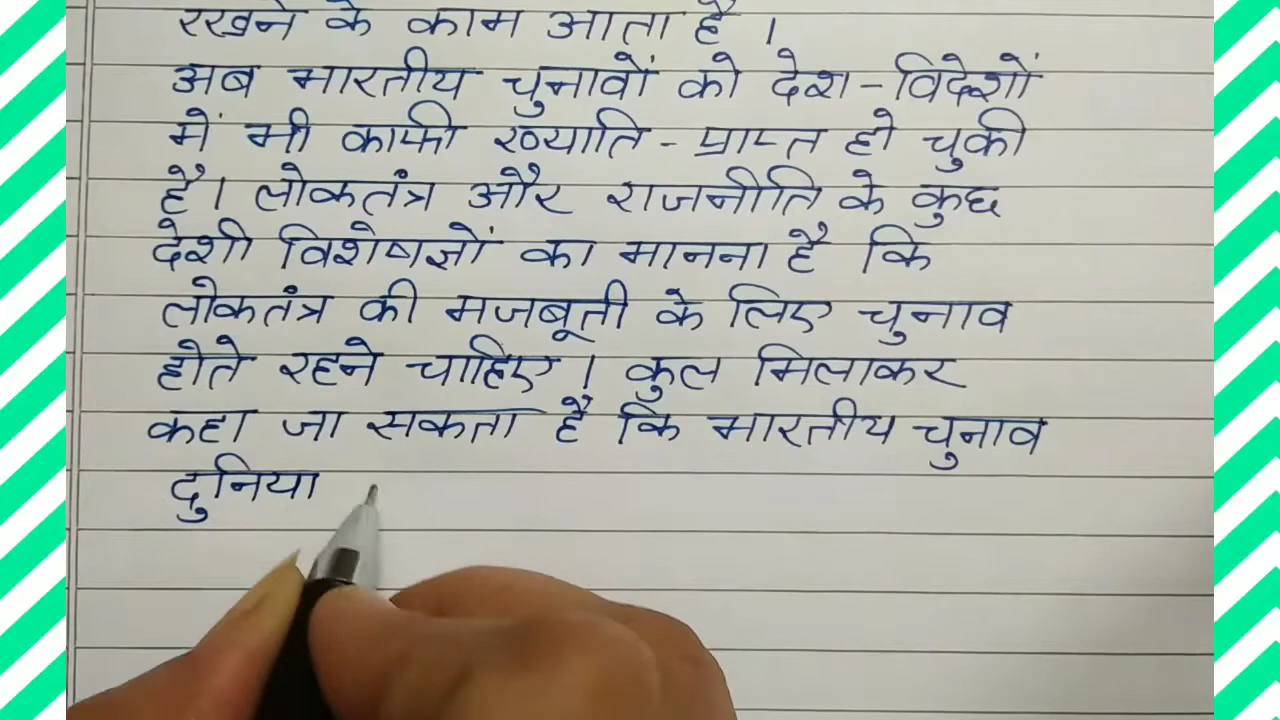 रखने के काम आता है ।
अब भारतीय चुनावों को देश-विदेशों
में भी काफी ख्याति-प्राप्त हो चुकी
है। लोकतंत्र और राजनीति के कुछ
देशी विशेषज्ञों का मानना है कि
लोकतंत्र की मजबूती के लिए चुनाव
होते रहने चाहिए । कुल मिलाकर
कहा जा सकता है कि भारतीय चुनाव
दुनिया